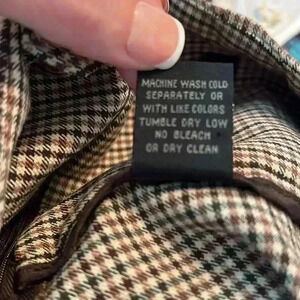 MACHINE WASH COLD
SEPARATELY OR
WITH LIKE COLORS
TUMBLE DRY LOW
NO BLEACH
OR DRY CLEAN